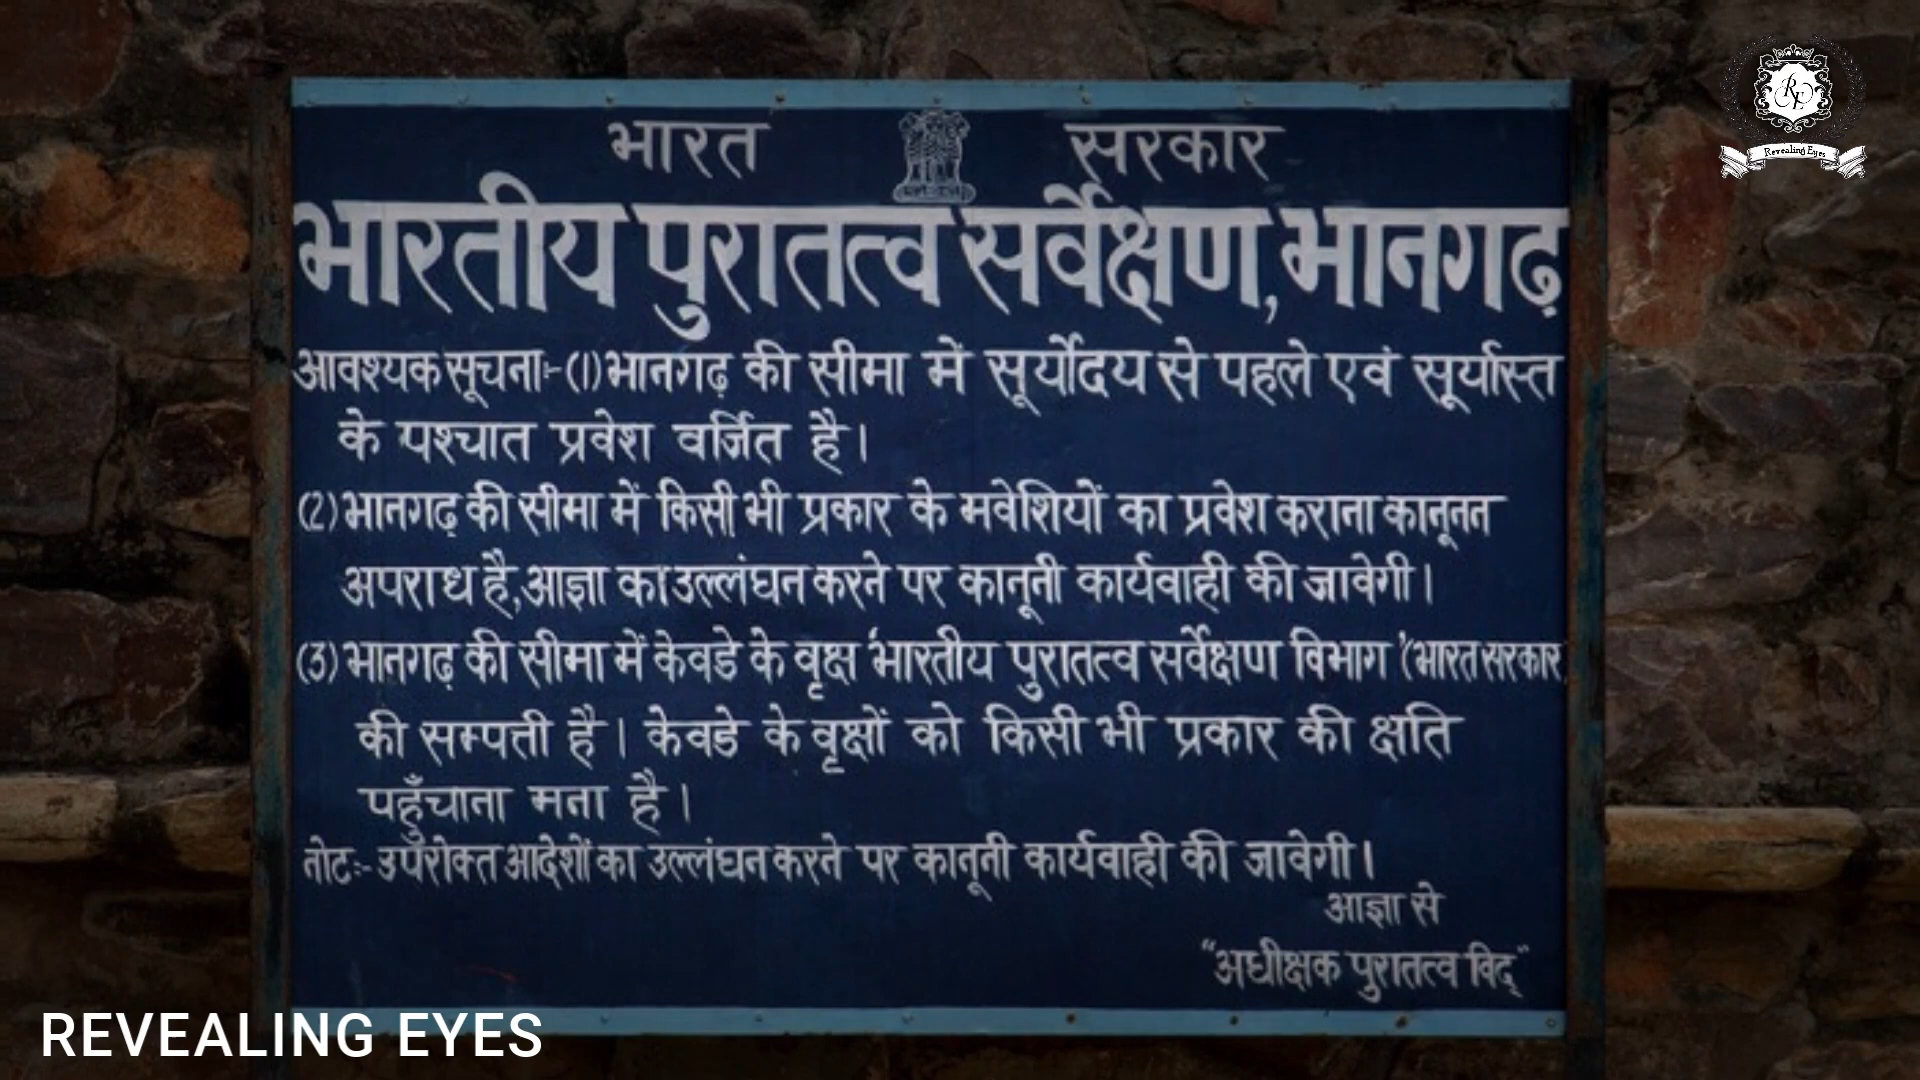 भारत सरकार
भारतीय पुरातत्व सर्वेक्षण, भानगढ़
आवश्यक सूचना:-(1) भानगढ़ की सीमा में सूर्योदय से पहले एवं सूर्यास्त
के पश्चात प्रवेश वर्जित है।
(2) भानगढ़ की सीमा में किसी भी प्रकार के मवेशियों का प्रवेश कराना कानूनन
अपराध है, आज्ञा का उल्लंघन करने पर कानूनी कार्यवाही की जावेगी।
(3) भानगढ़ की सीमा में केवडे के वृक्ष 'भारतीय पुरातत्व सर्वेक्षण विभाग' (भारत सरकार)
की सम्पती है। केवडे के वृक्षों को किसी भी प्रकार की क्षति
पहुँचाना मना है।
नोट:- उपरोक्त आदेशों का उल्लंघन करने पर कानूनी कार्यवाही की जावेगी।
आज्ञा से
"अधीक्षक पुरातत्व विद्"
RE
Revealing Eyes
REVEALING EYES